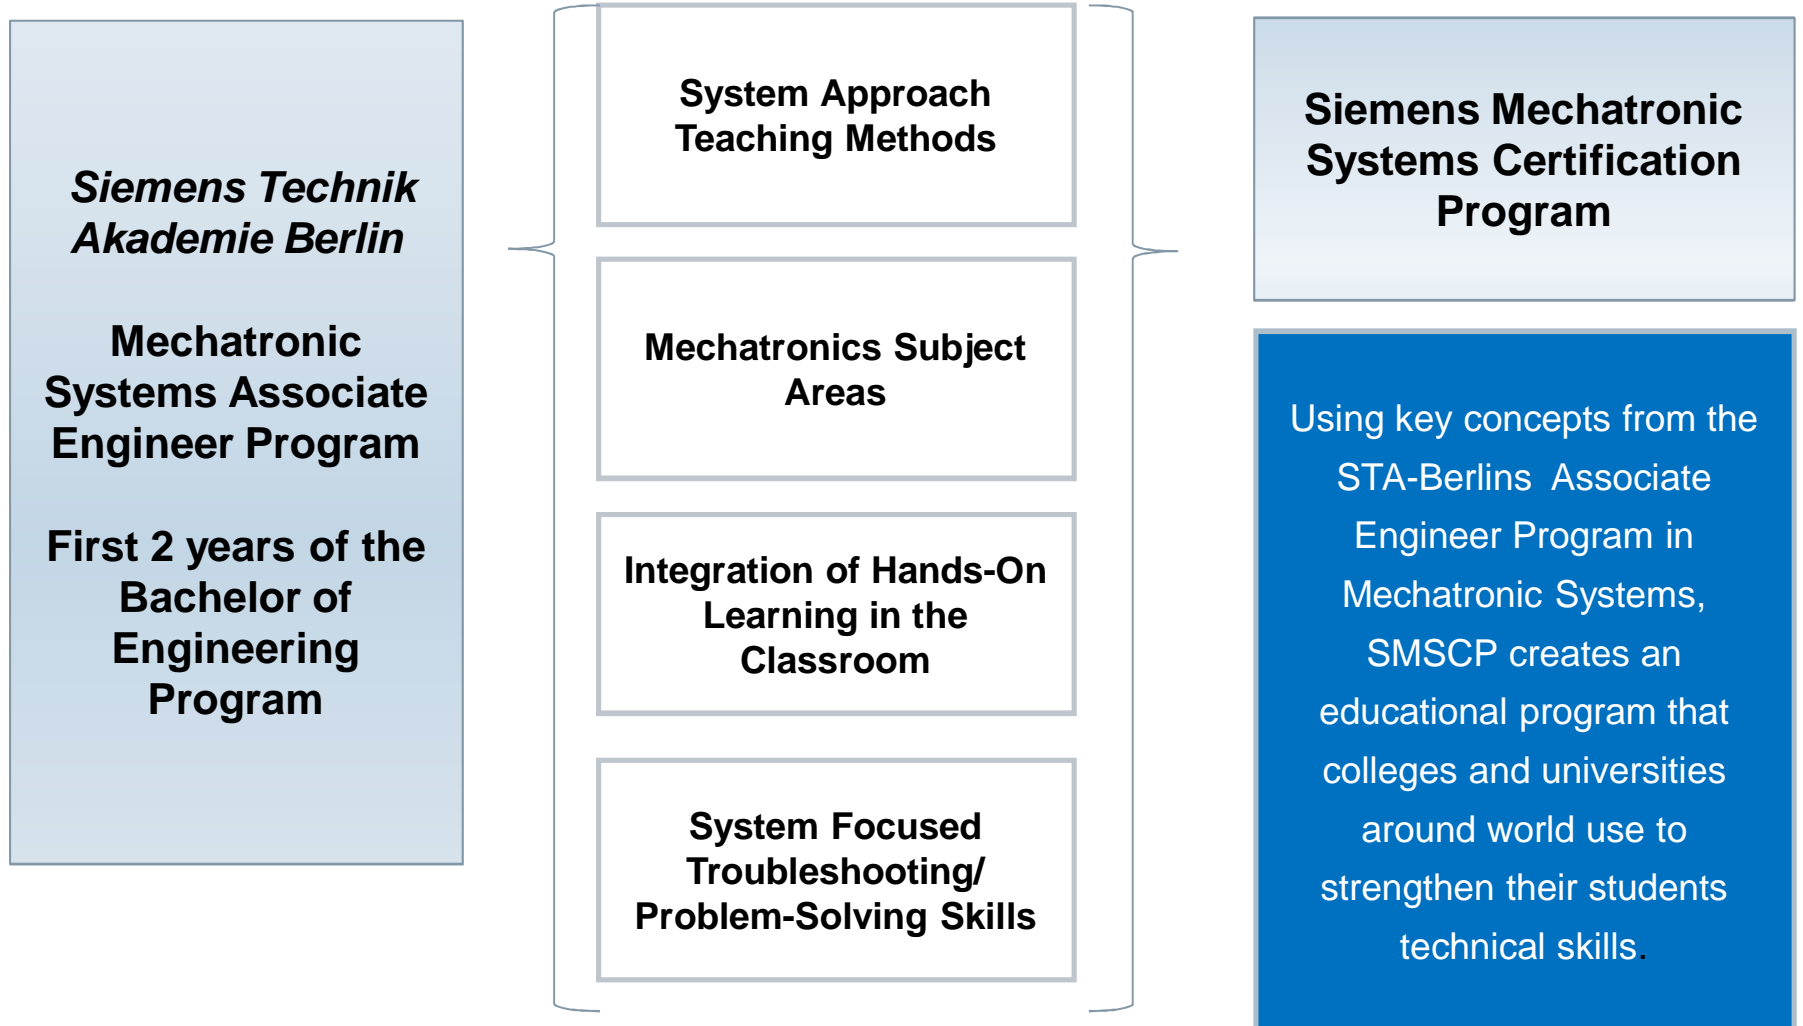 Siemens Technik
Akademie Berlin
Mechatronic
Systems Associate
Engineer Program
First 2 years of the
Bachelor of
Engineering
Program
System Approach
Teaching Methods
Mechatronics Subject
Areas
Integration of Hands-On
Learning in the
Classroom
System Focused
Troubleshooting/
Problem-Solving Skills
Siemens Mechatronic
Systems Certification
Program
Using key concepts from the
STA-Berlins Associate
Engineer Program in
Mechatronic Systems,
SMSCP creates an
educational program that
colleges and universities
around world use to
strengthen their students
technical skills.